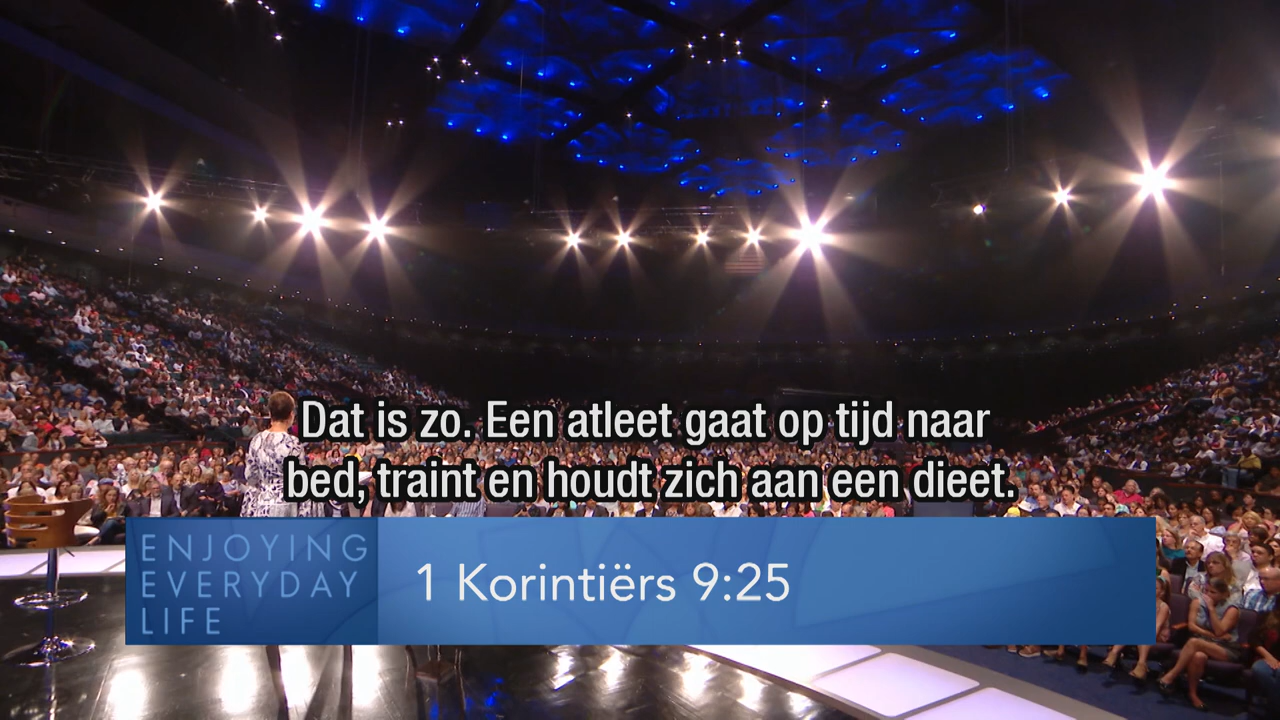 Dat is zo. Een atleet gaat op tijd naar
bed, traint en houdt zich aan een dieet.
ENJOYING
EVERYDAY
LIFE
1 Korintiërs 9:25